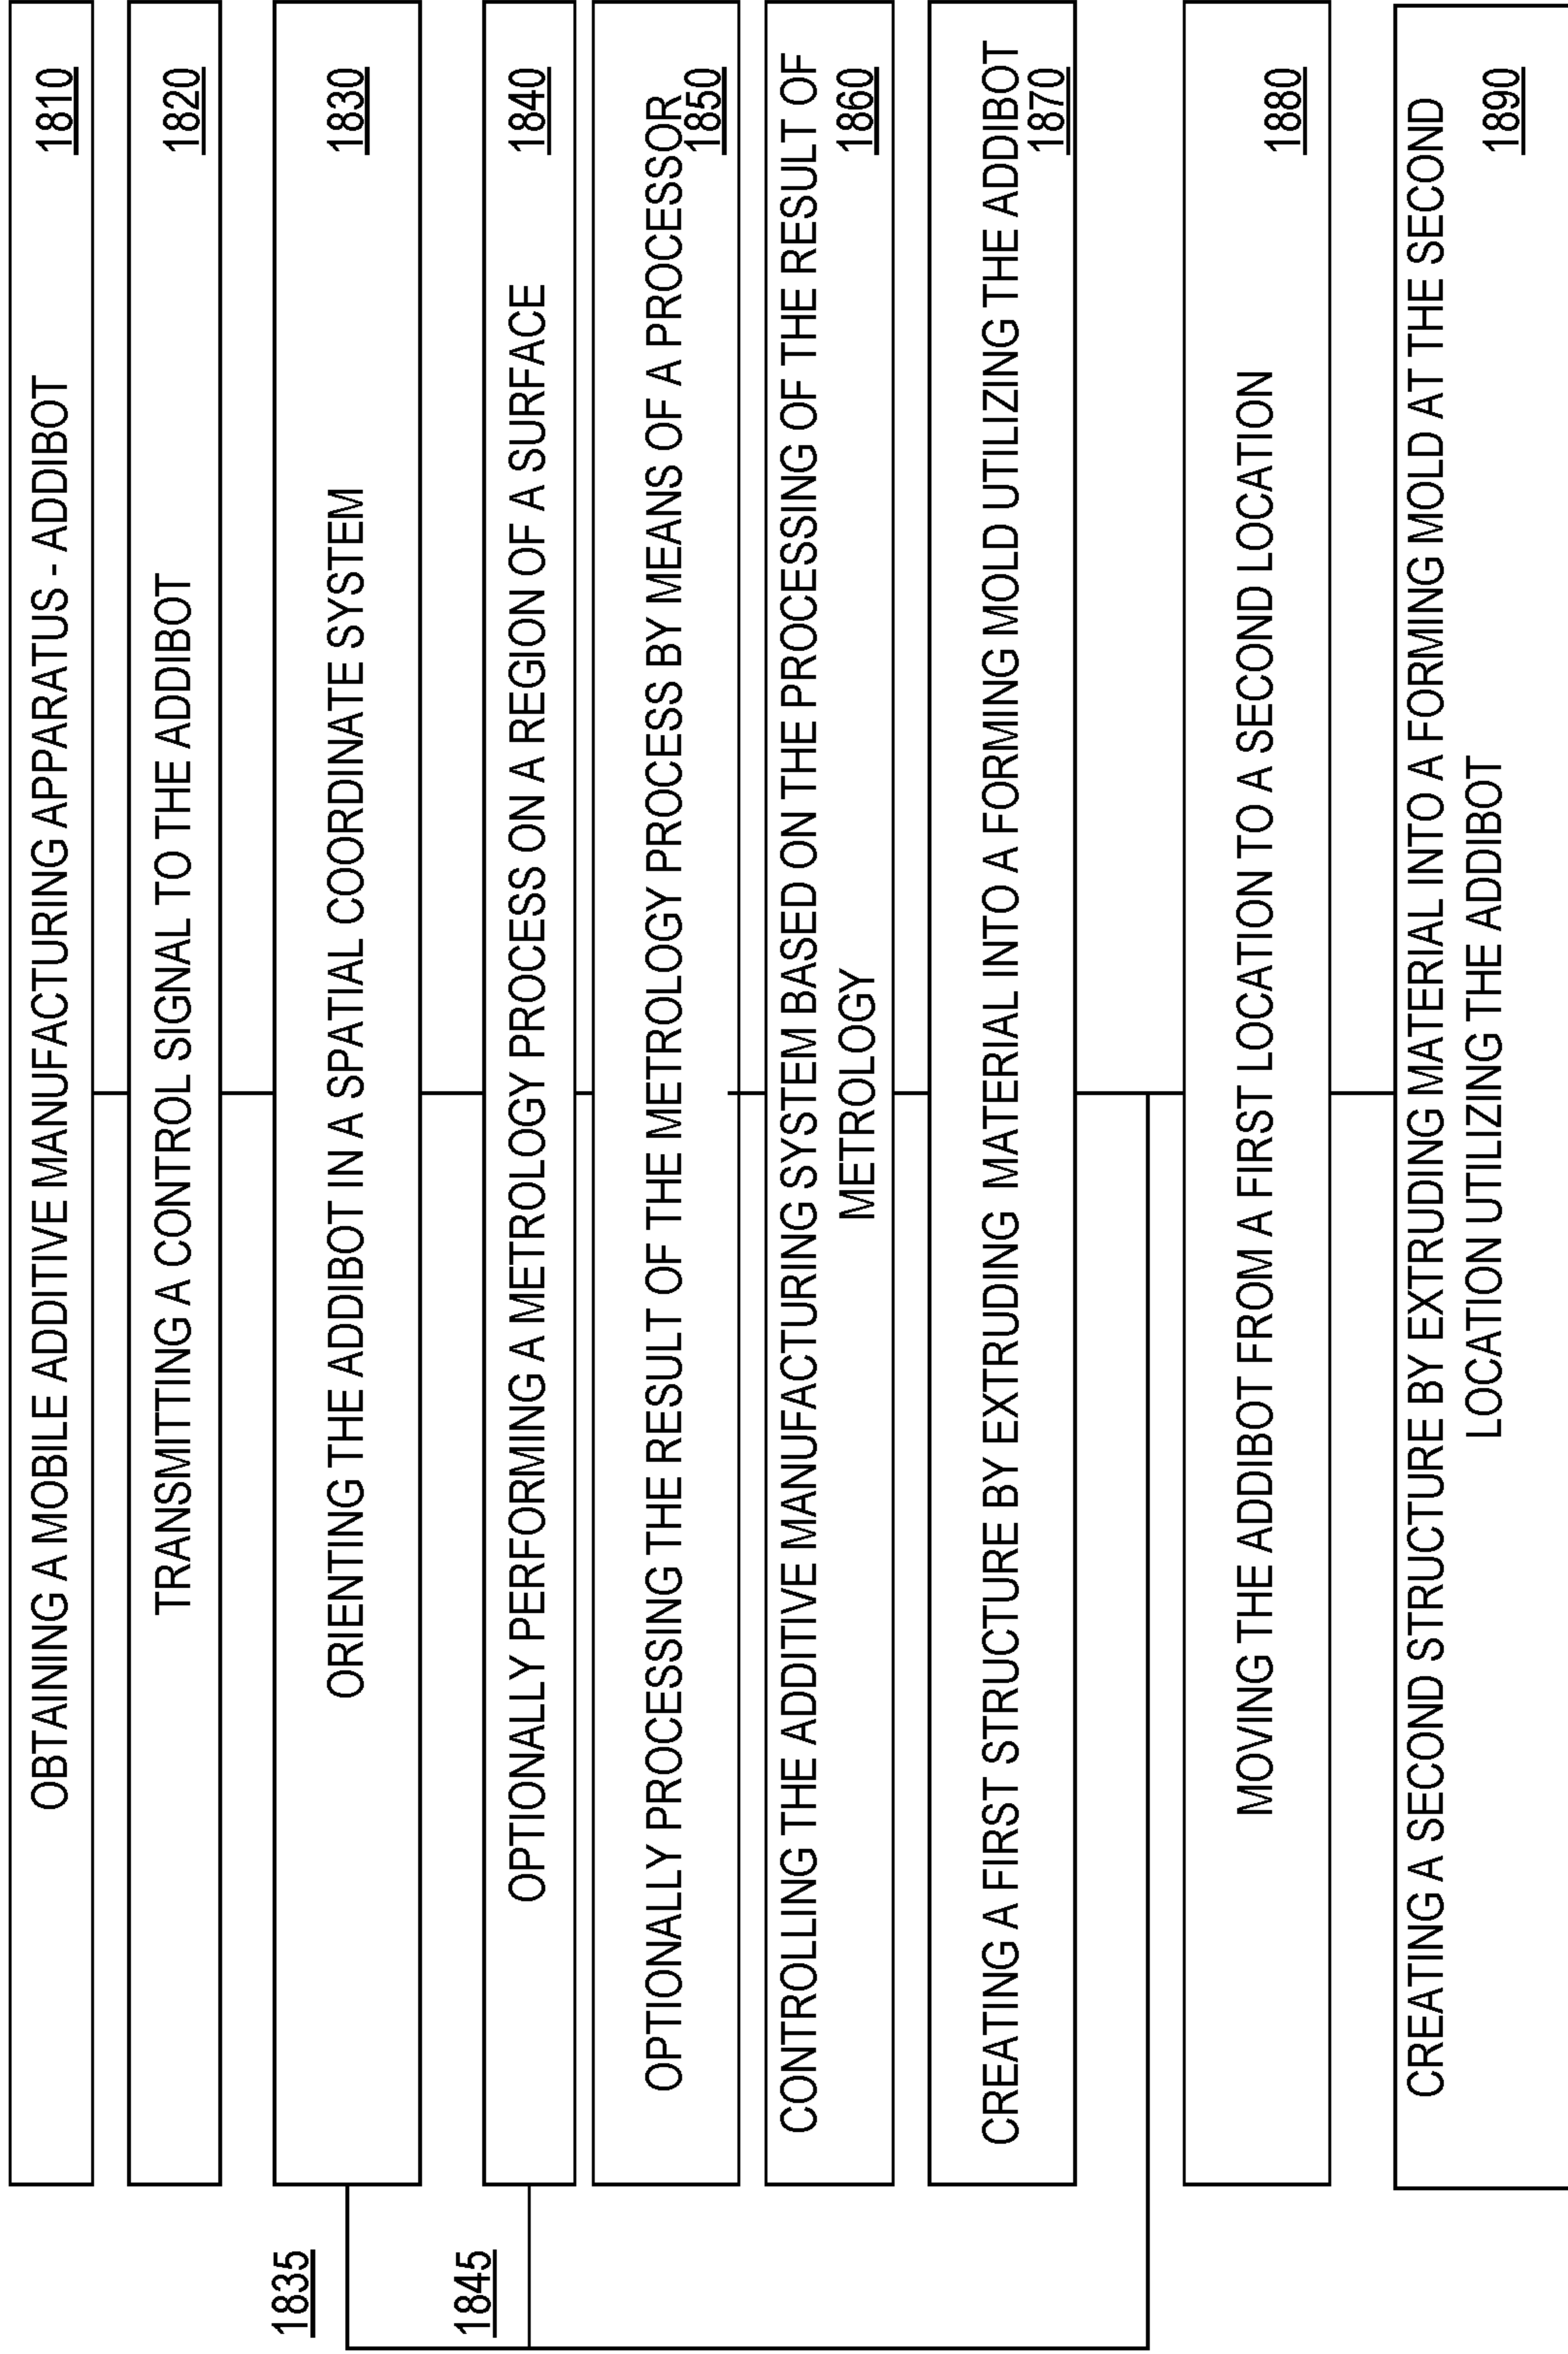 OBTAINING A MOBILE ADDITIVE MANUFACTURING APPARATUS - ADDIBOT
1810
TRANSMITTING A CONTROL SIGNAL TO THE ADDIBOT
1820
ORIENTING THE ADDIBOT IN A SPATIAL COORDINATE SYSTEM
1830
1835
OPTIONALLY PERFORMING A METROLOGY PROCESS ON A REGION OF A SURFACE
1840
1845
OPTIONALLY PROCESSING THE RESULT OF THE METROLOGY PROCESS BY MEANS OF A PROCESSOR
1850
CONTROLLING THE ADDITIVE MANUFACTURING SYSTEM BASED ON THE PROCESSING OF THE RESULT OF
METROLOGY
1860
CREATING A FIRST STRUCTURE BY EXTRUDING MATERIAL INTO A FORMING MOLD UTILIZING THE ADDIBOT
1870
MOVING THE ADDIBOT FROM A FIRST LOCATION TO A SECOND LOCATION
1880
CREATING A SECOND STRUCTURE BY EXTRUDING MATERIAL INTO A FORMING MOLD AT THE SECOND
LOCATION UTILIZING THE ADDIBOT
1890